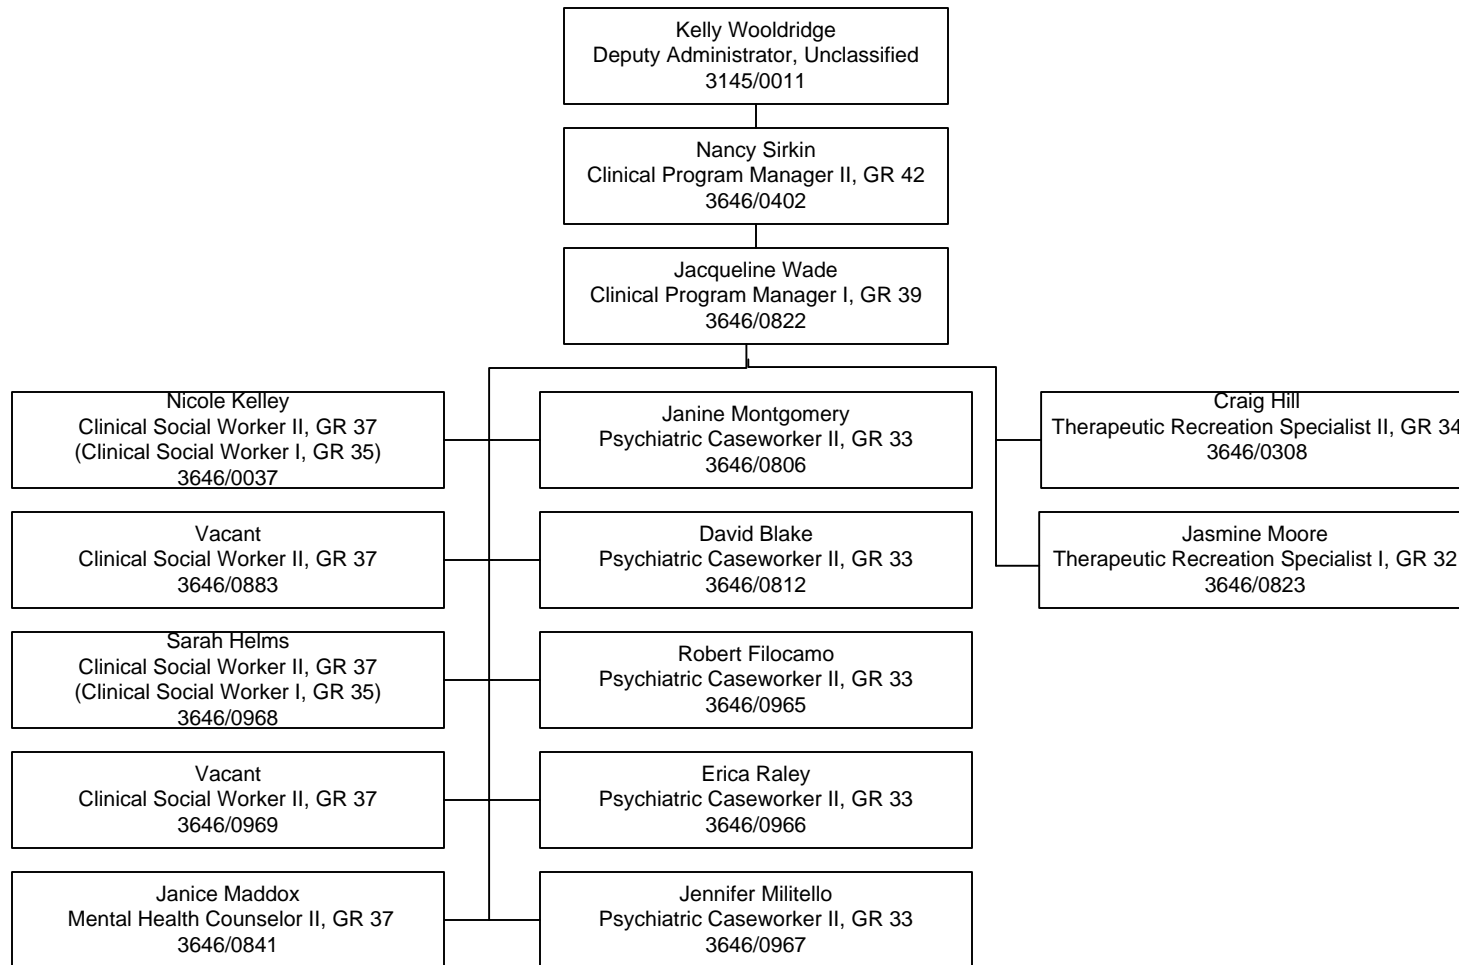 Kelly Wooldridge
Deputy Administrator, Unclassified
3145/0011
Nancy Sirkin
Clinical Program Manager II, GR 42
3646/0402
Jacqueline Wade
Clinical Program Manager I, GR 39
3646/0822
Nicole Kelley
Clinical Social Worker II, GR 37
(Clinical Social Worker I, GR 35)
3646/0037
Janine Montgomery
Psychiatric Caseworker II, GR 33
3646/0806
Craig Hill
Therapeutic Recreation Specialist II, GR 34
3646/0308
Vacant
Clinical Social Worker II, GR 37
3646/0883
David Blake
Psychiatric Caseworker II, GR 33
3646/0812
Jasmine Moore
Therapeutic Recreation Specialist I, GR 32
3646/0823
Sarah Helms
Clinical Social Worker II, GR 37
(Clinical Social Worker I, GR 35)
3646/0968
Robert Filocamo
Psychiatric Caseworker II, GR 33
3646/0965
Vacant
Clinical Social Worker II, GR 37
3646/0969
Erica Raley
Psychiatric Caseworker II, GR 33
3646/0966
Janice Maddox
Mental Health Counselor II, GR 37
3646/0841
Jennifer Militello
Psychiatric Caseworker II, GR 33
3646/0967